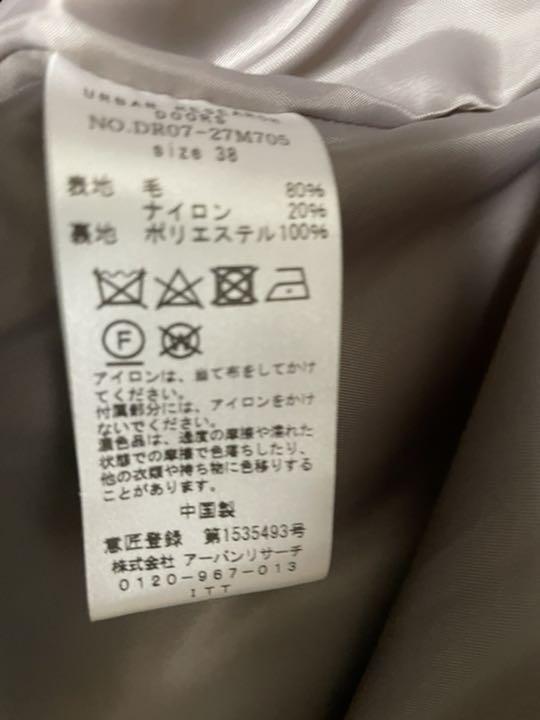 URBAN RESEARCH
DOORS
NO.DR07-27M705
size 38
表地 毛 80%
ナイロン 20%
裏地 ポリエステル 100%
F
W
アイロンは、当て布をしてかけ
てください。
付属部分には、アイロンをかけ
ないでください。
濃色品は、過度の摩擦や濡れた
状態での摩擦で色落ちしたり、
他の衣類や持ち物に色移りする
ことがあります。
中国製
意匠登録 第1535493号
株式会社 アーバンリサーチ
0120-967-013
ITT